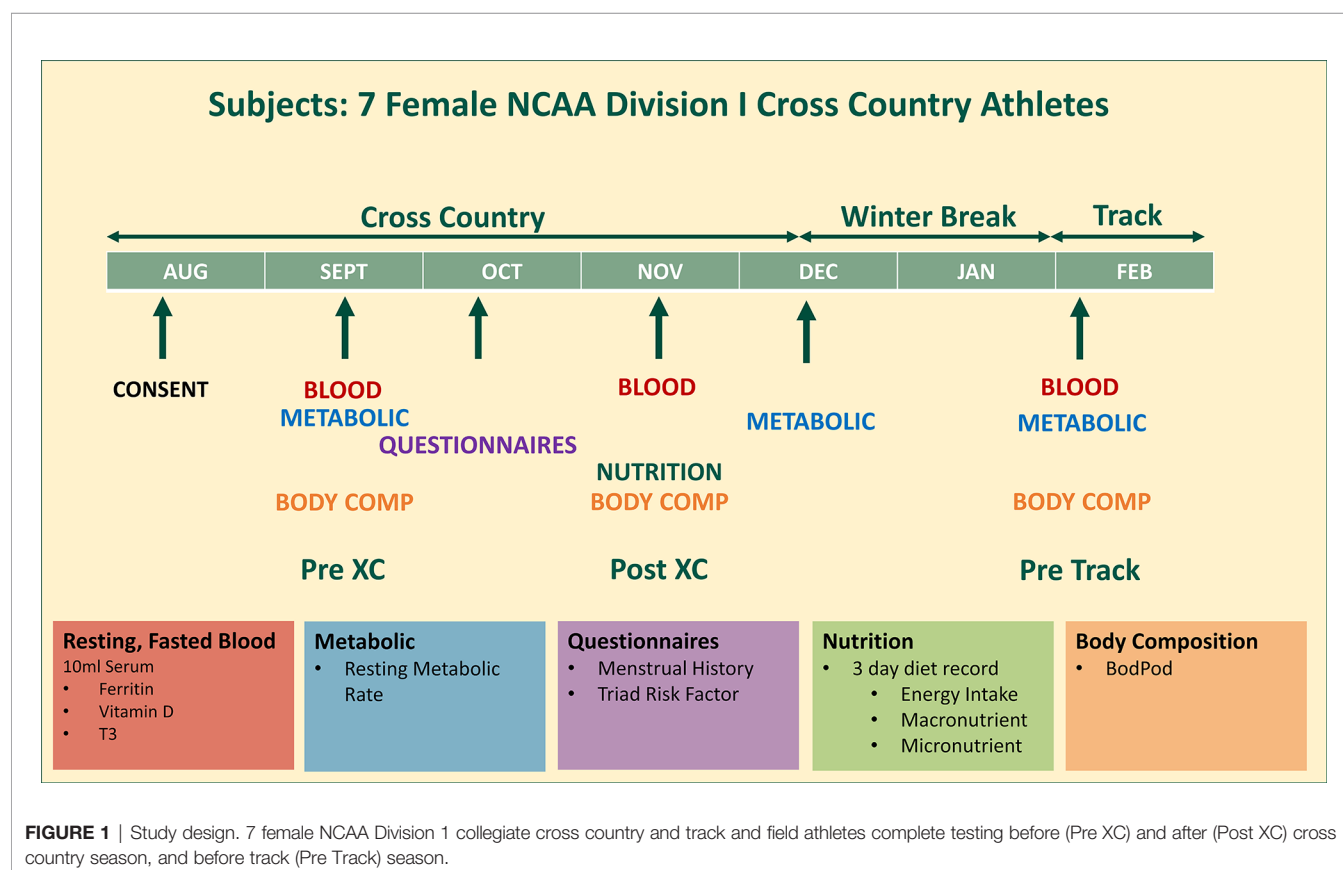 Subjects: 7 Female NCAA Division I Cross Country Athletes
Cross Country
Winter Break
Track
AUG
SEPT
OCT
NOV
DEC
JAN
FEB
CONSENT
BLOOD
METABOLIC
QUESTIONNAIRES
BODY COMP
BLOOD
NUTRITION
BODY COMP
METABOLIC
BLOOD
METABOLIC
BODY COMP
Pre XC
Post XC
Pre Track
Resting, Fasted Blood
10ml Serum
• Ferritin
• Vitamin D
• T3
Metabolic
• Resting Metabolic
Rate
Questionnaires
• Menstrual History
• Triad Risk Factor
Nutrition
• 3 day diet record
• Energy Intake
• Macronutrient
• Micronutrient
Body Composition
• BodPod
FIGURE 1 | Study design. 7 female NCAA Division 1 collegiate cross country and track and field athletes complete testing before (Pre XC) and after (Post XC) cross
country season, and before track (Pre Track) season.